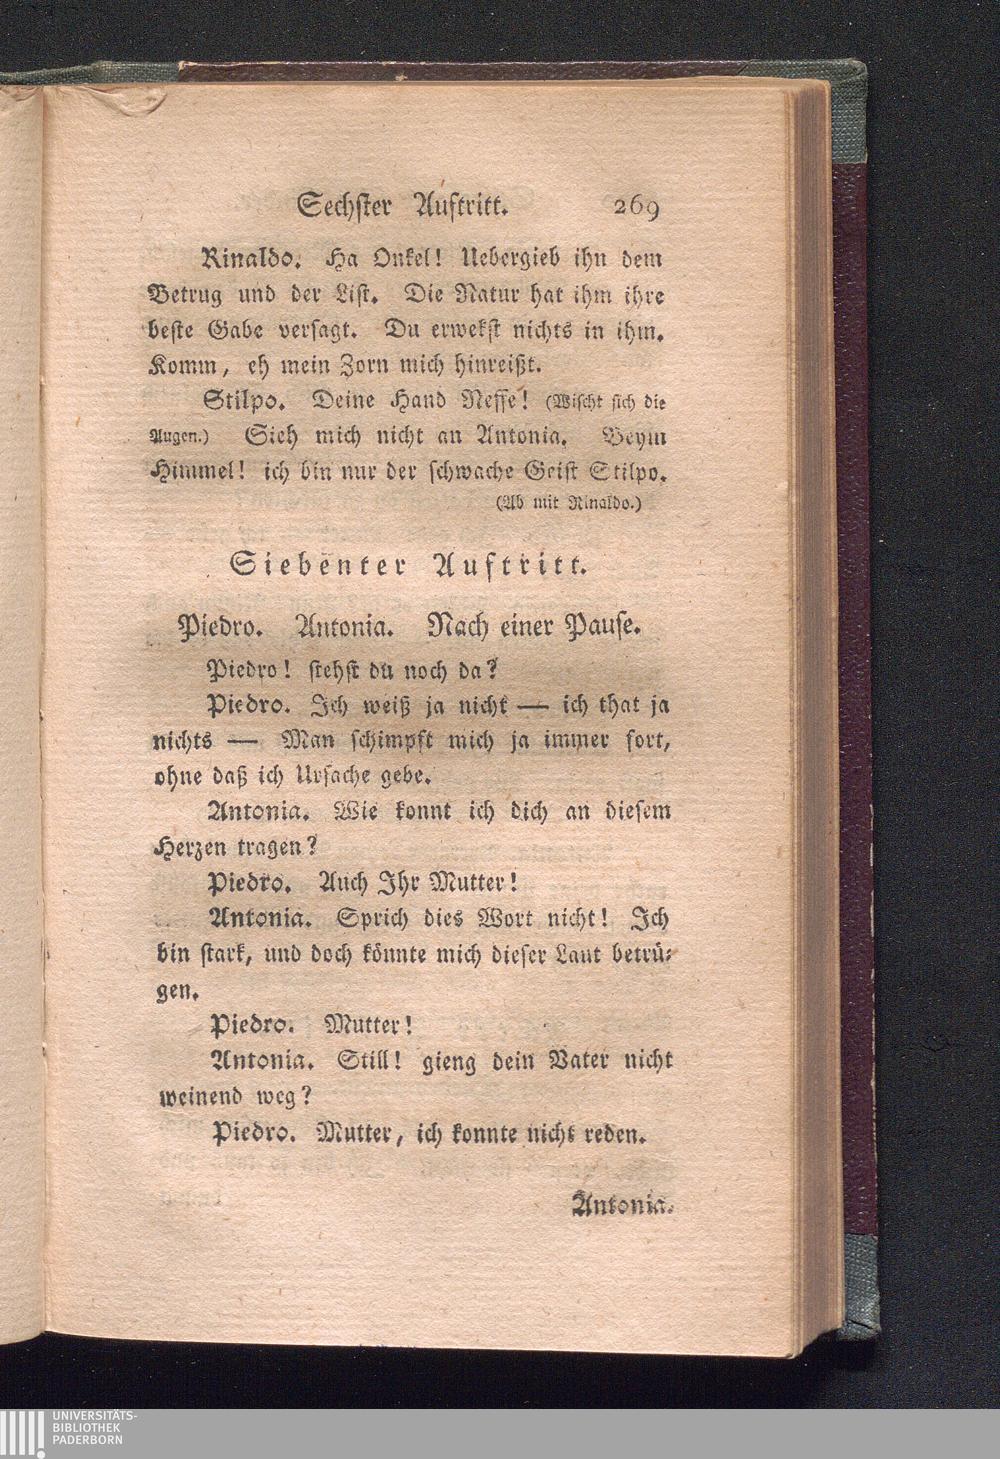 Sechster Auftritt. 269
Rinaldo. Ha Onkel! Uebergieb ihn dem
Betrug und der List. Die Natur hat ihm ihre
beste Gabe versagt. Du erwekst nichts in ihm.
Komm, eh mein Zorn mich hinreißt.
Stilpo. Deine Hand Neffe! (Wischt sich die
Augen.) Sieh mich nicht an Antonia. Beym
Himmel! ich bin nur der schwache Geist Stilpo.
(Ab mit Rinaldo.)
Siebenter Auftritt.
Piedro. Antonia. Nach einer Pause.
Piedro! stehst du noch da?
Piedro. Ich weiß ja nicht — ich that ja
nichts — Man schimpft mich ja immer fort,
ohne daß ich Ursache gebe.
Antonia. Wie konnt ich dich an diesem
Herzen tragen?
Piedro. Auch Ihr Mutter!
Antonia. Sprich dies Wort nicht! Ich
bin stark, und doch könnte mich dieser Laut betrü-
gen.
Piedro. Mutter!
Antonia. Still! gieng dein Vater nicht
weinend weg?
Piedro. Mutter, ich konnte nicht reden.
Antonia.
UNIVERSITÄTS-
BIBLIOTHEK
PADERBORN